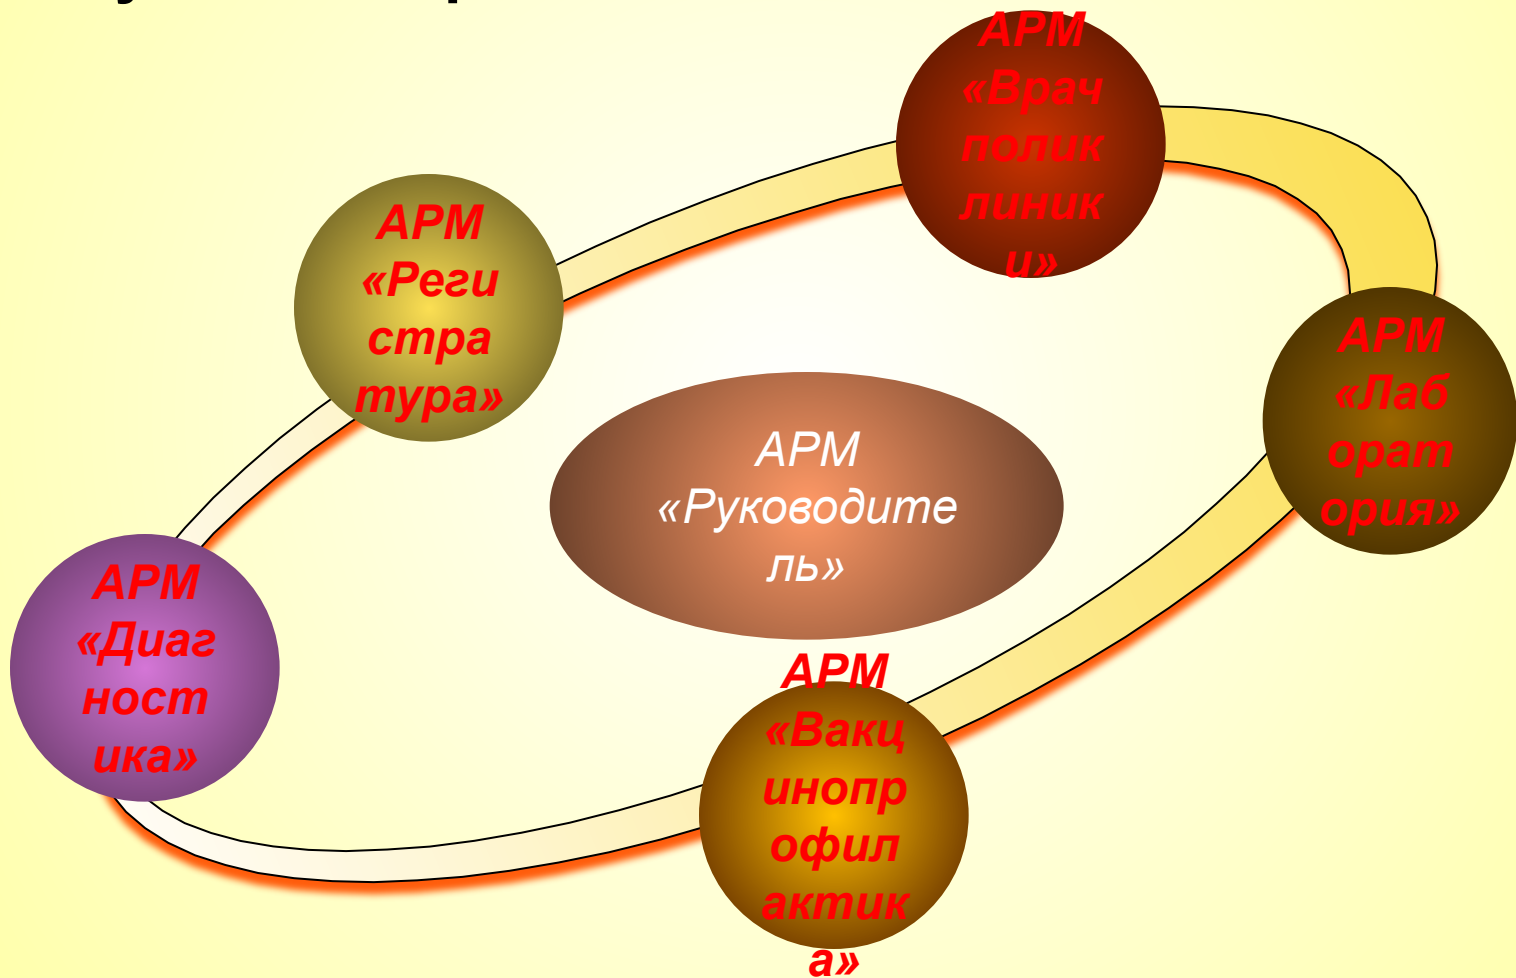 АРМ
«Врач
полик
линик
и»
АРМ
«Реги
стра
тура»
АРМ
«Лаб
орат
ория»
АРМ
«Руководите
ль»
АРМ
«Диаг
ност
ика»
АРМ
«Вакц
инопр
офил
актик
а»